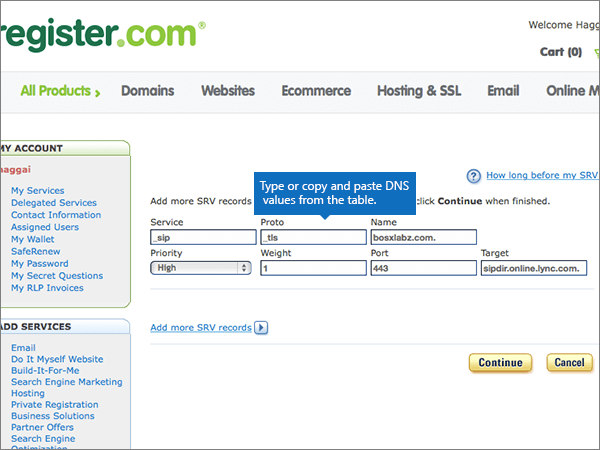 register.com®
Welcome Hagg
Cart (0)
All Products
Domains
Websites
Ecommerce
Hosting & SSL
Email
Online M
MY ACCOUNT
haggai
My Services
Delegated Services
Contact Information
Assigned Users
My Wallet
SafeRenew
My Password
My Secret Questions
My RLP Invoices
? How long before my SRV
Type or copy and paste DNS
values from the table.
Add more SRV records
click Continue when finished.
Service Proto Name
_sip _tls bosxlabz.com.
Priority Weight Port Target
High 1 443 sipdir.online.lync.com.
Add more SRV records
Continue Cancel
ADD SERVICES
Email
Do It Myself Website
Build-It-For-Me
Search Engine Marketing
Hosting
Private Registration
Business Solutions
Partner Offers
Search Engine
Optimization